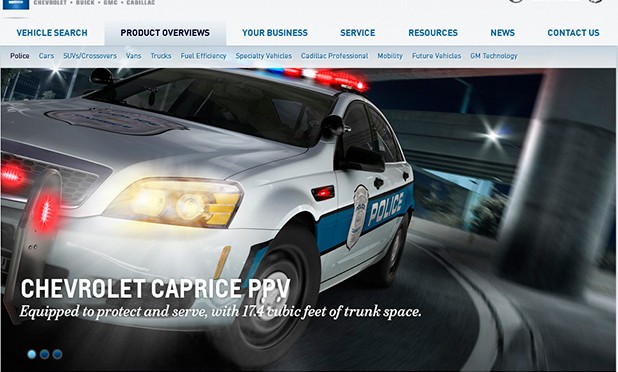 CHEVROLET • BUICK • GMC • CADILLAC
VEHICLE SEARCH PRODUCT OVERVIEWS YOUR BUSINESS SERVICE RESOURCES NEWS CONTACT US
Police Cars SUVs/Crossovers Vans Trucks Fuel Efficiency Specialty Vehicles Cadillac Professional Mobility Future Vehicles GM Technology
POLICE
CHEVROLET CAPRICE PPV
Equipped to protect and serve, with 17.4 cubic feet of trunk space.